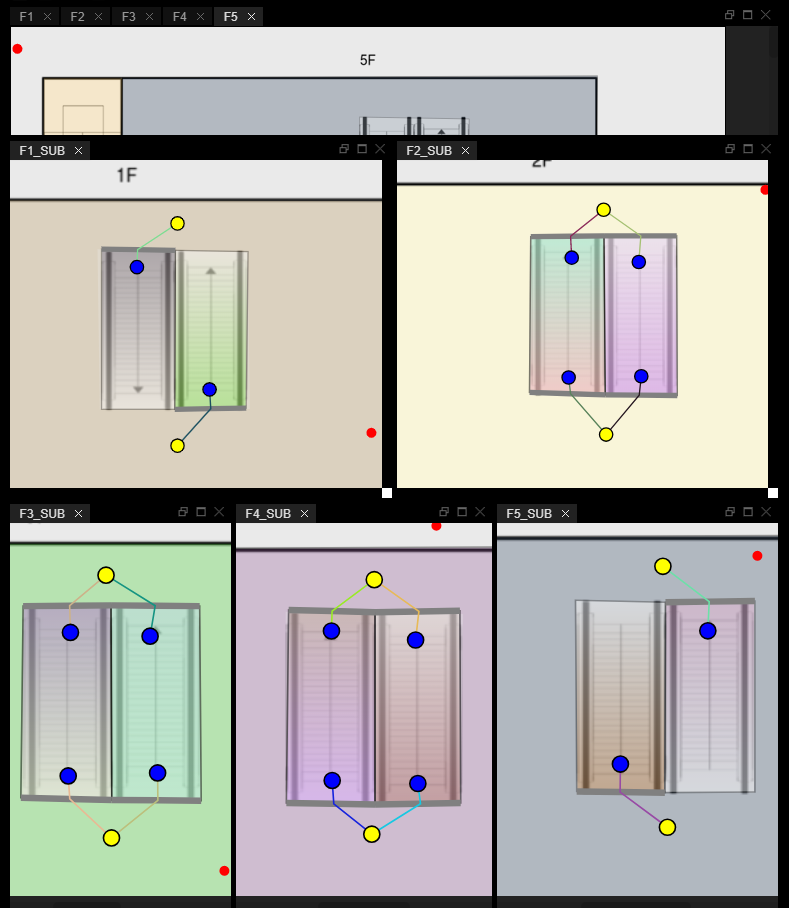 F1 F2 F3 F4 F5
5F
F1_SUB F2_SUB
1F
2F
F3_SUB F4_SUB F5_SUB